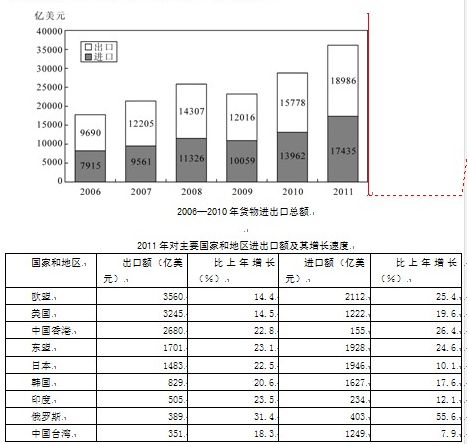 亿美元
40000
35000
30000
25000
20000
15000
10000
5000
0
出口
进口
9690
12205
14307
12016
15778
18986
7915
9561
11326
10059
13962
17435
2006 2007 2008 2009 2010 2011
2006—2010年货物进出口总额
2011年对主要国家和地区进出口额及其增长速度
国家和地区 出口额（亿美元） 比上年增长（%） 进口额（亿美元） 比上年增长（%）
欧盟 3560 14.4 2112 25.4
美国 3245 14.5 1222 19.6
中国香港 2680 22.8 155 26.4
东盟 1701 23.1 1928 24.6
日本 1483 22.5 1946 10.1
韩国 829 20.6 1627 17.6
印度 505 23.5 234 12.1
俄罗斯 389 31.4 403 55.6
中国台湾 351 18.3 1249 7.9